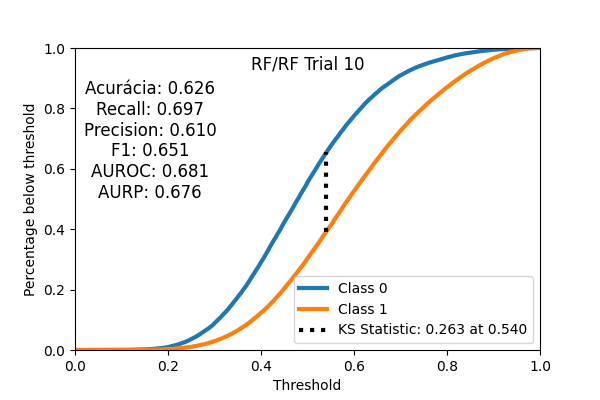 RF/RF Trial 10
Acurácia: 0.626
Recall: 0.697
Precision: 0.610
F1: 0.651
AUROC: 0.681
AURP: 0.676
Percentage below threshold
1.0
0.8
0.6
0.4
0.2
0.0
Class 0
Class 1
KS Statistic: 0.263 at 0.540
0.0 0.2 0.4 0.6 0.8 1.0
Threshold